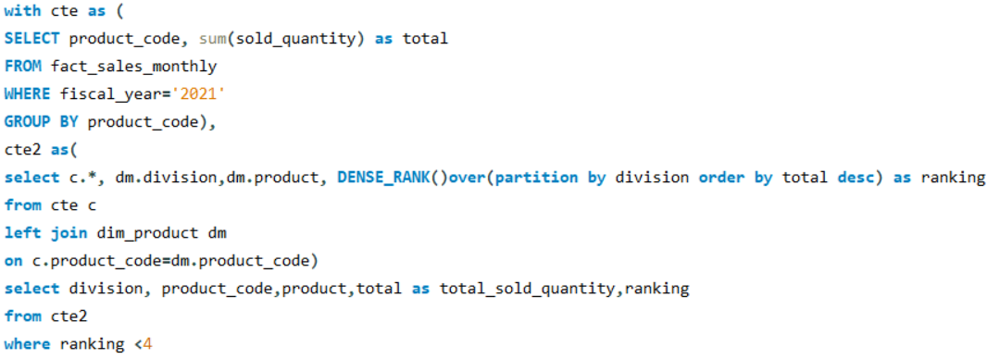 with cte as (
SELECT product_code, sum(sold_quantity) as total
FROM fact_sales_monthly
WHERE fiscal_year='2021'
GROUP BY product_code),
cte2 as(
select c.*, dm.division,dm.product, DENSE_RANK()over(partition by division order by total desc) as ranking
from cte c
left join dim_product dm
on c.product_code=dm.product_code)
select division, product_code,product,total as total_sold_quantity,ranking
from cte2
where ranking <4